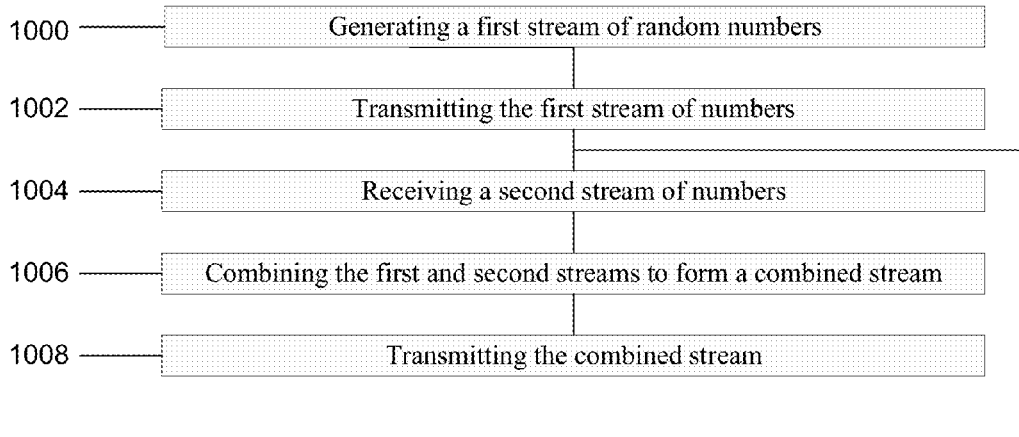 1000 Generating a first stream of random numbers
1002 Transmitting the first stream of numbers
1004 Receiving a second stream of numbers
1006 Combining the first and second streams to form a combined stream
1008 Transmitting the combined stream